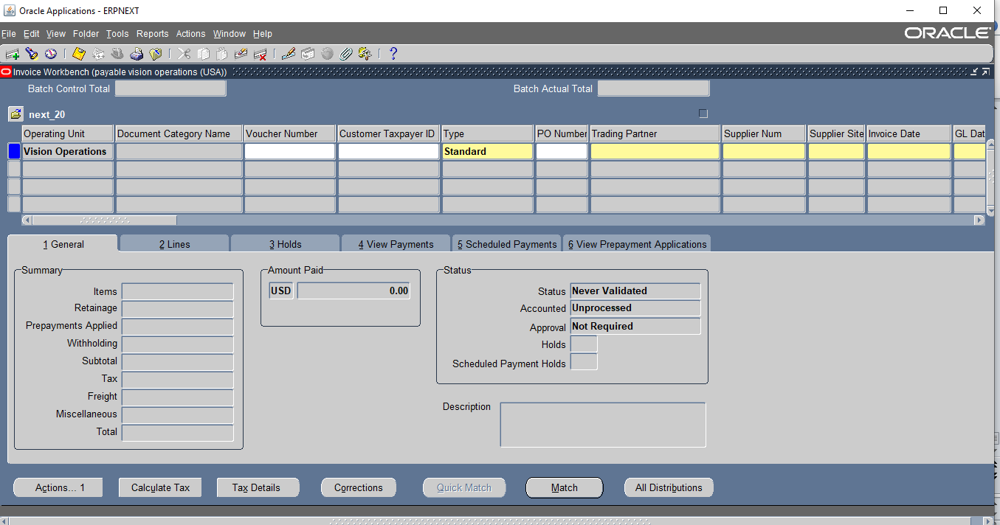 Oracle Applications - ERPNEXT
File Edit View Folder Tools Reports Actions Window Help
ORACLE
Invoice Workbench (payable vision operations (USA))
Batch Control Total Batch Actual Total
next_20
Operating Unit Document Category Name Voucher Number Customer Taxpayer ID Type PO Number Trading Partner Supplier Num Supplier Site Invoice Date GL Dat
Vision Operations Standard
1 General 2 Lines 3 Holds 4 View Payments 5 Scheduled Payments 6 View Prepayment Applications
Summary
Items
Retainage
Prepayments Applied
Withholding
Subtotal
Tax
Freight
Miscellaneous
Total
Amount Paid
USD 0.00
Status
Status Never Validated
Accounted Unprocessed
Approval Not Required
Holds
Scheduled Payment Holds
Description
Actions... 1 Calculate Tax Tax Details Corrections Quick Match Match All Distributions